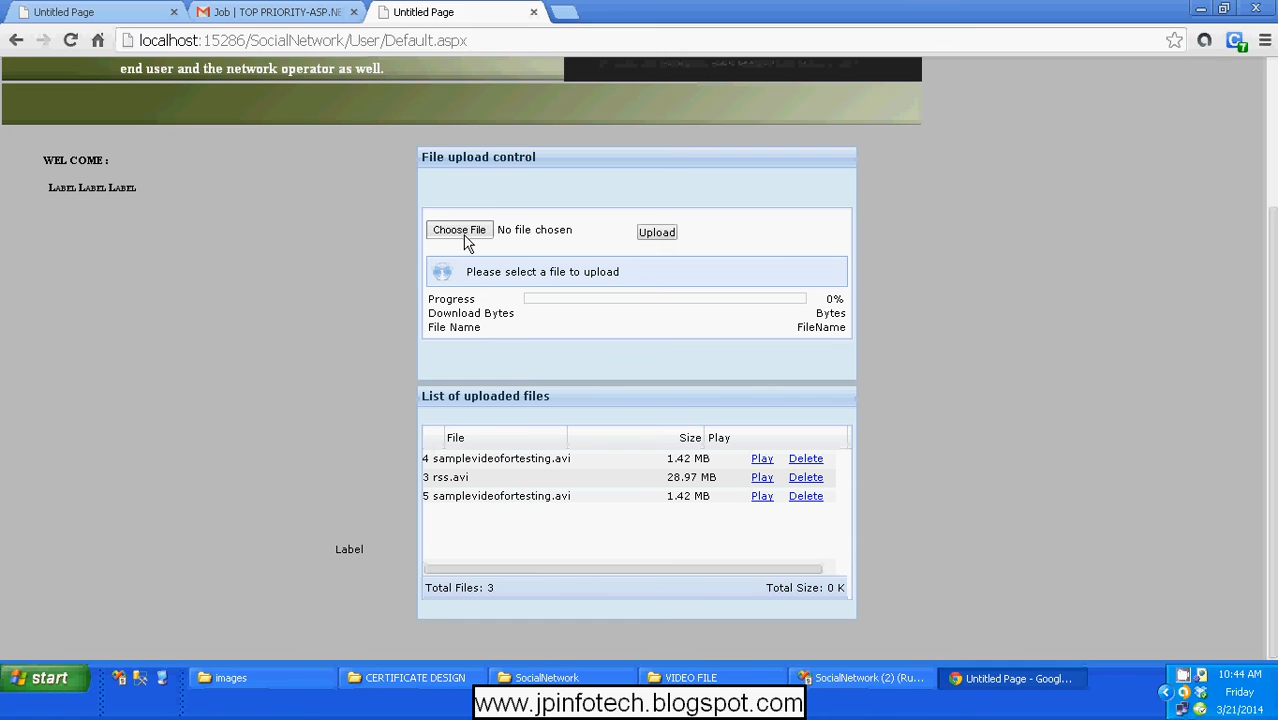 Untitled Page
Job | TOP PRIORITY-ASP.NE
Untitled Page
localhost:15286/SocialNetwork/User/Default.aspx
7
end user and the network operator as well.
WEL COME :
LABEL LABEL LABEL
File upload control
Choose File No file chosen Upload
Please select a file to upload
Progress 0%
Download Bytes Bytes
File Name FileName
List of uploaded files
File Size Play
4 samplevideofortesting.avi 1.42 MB Play Delete
3 rss.avi 28.97 MB Play Delete
5 samplevideofortesting.avi 1.42 MB Play Delete
Label
Total Files: 3 Total Size: 0 K
start images CERTIFICATE DESIGN SocialNetwork VIDEO FILE SocialNetwork (2) (Ru... Untitled Page - Googl...
10:44 AM
Friday
3/21/2014
www.jpinfotech.blogspot.com